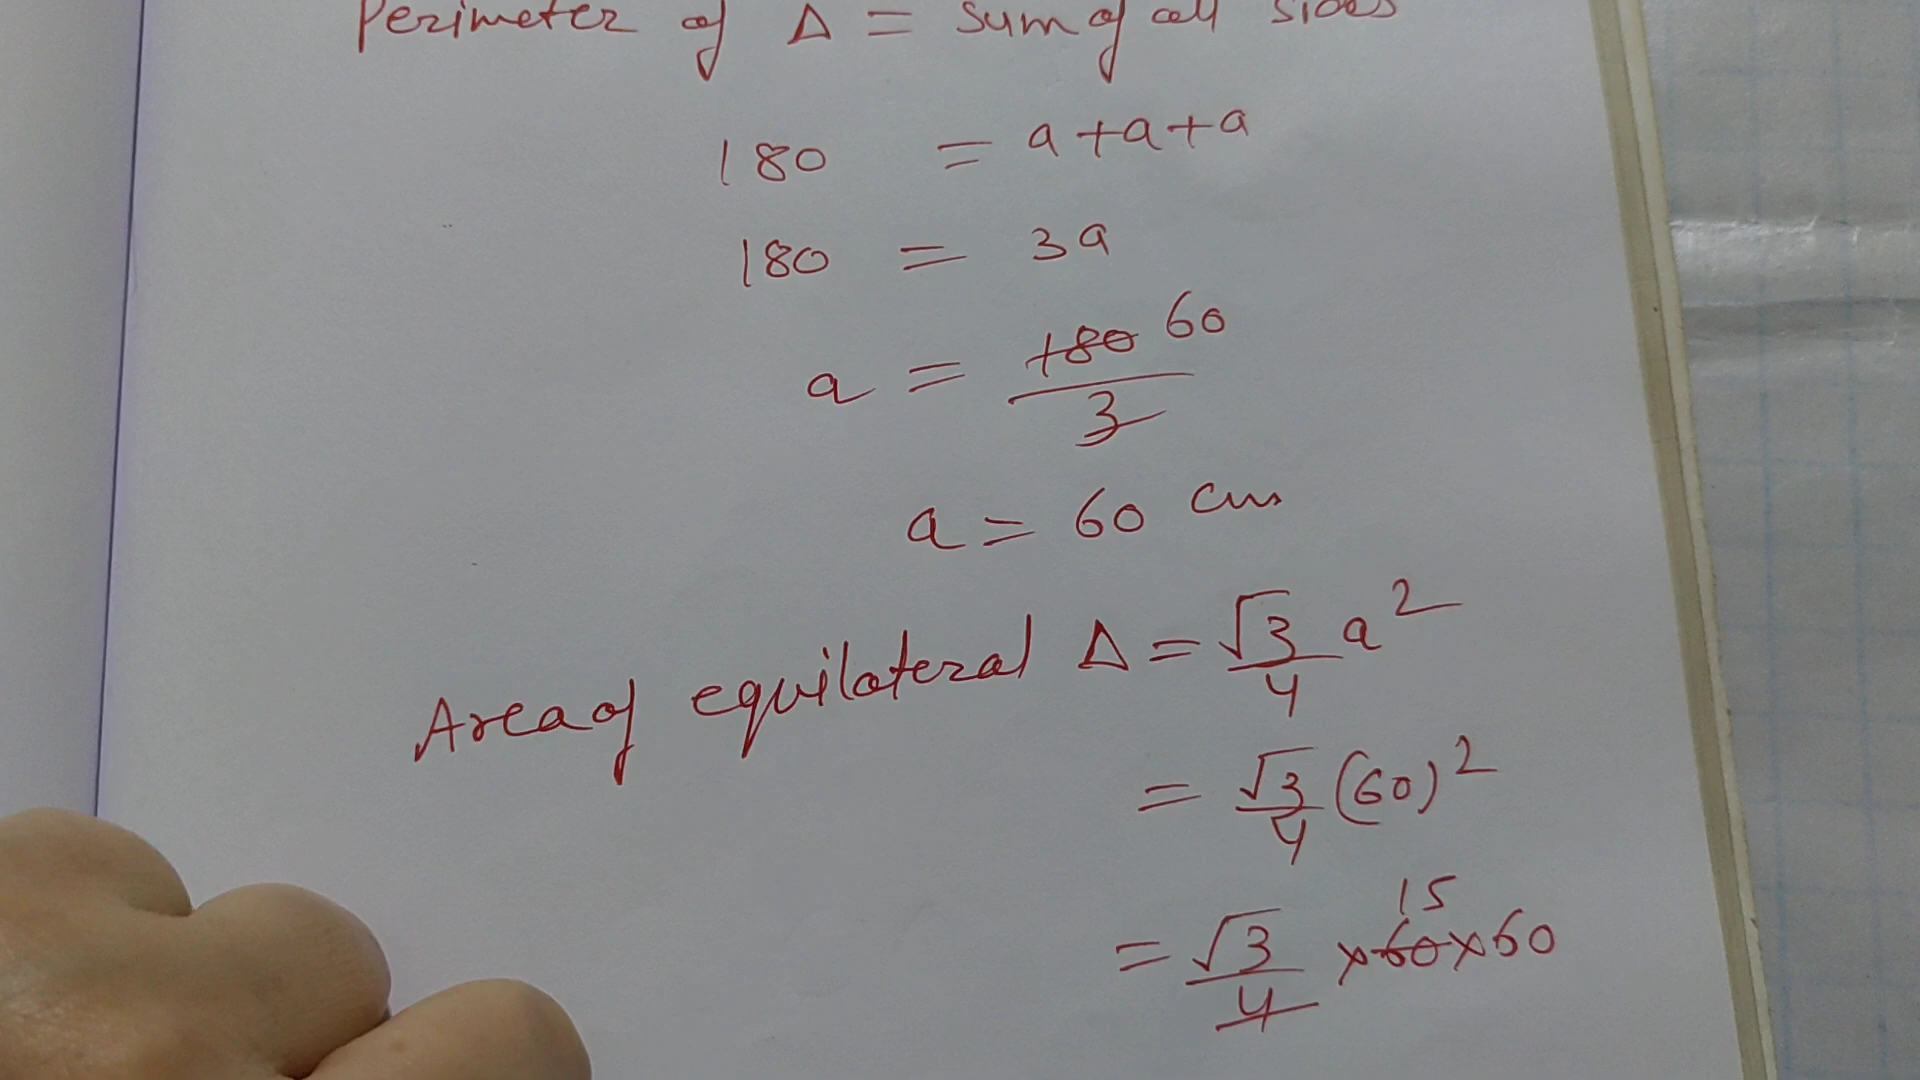 Perimeter of Δ = sum of all sides
180 = a+a+a
180 = 3a
a = 180/3 60
a = 60 cm
Area of equilateral Δ = √3/4 a²
= √3/4 (60)²
= √3/4 × 60 × 60 15